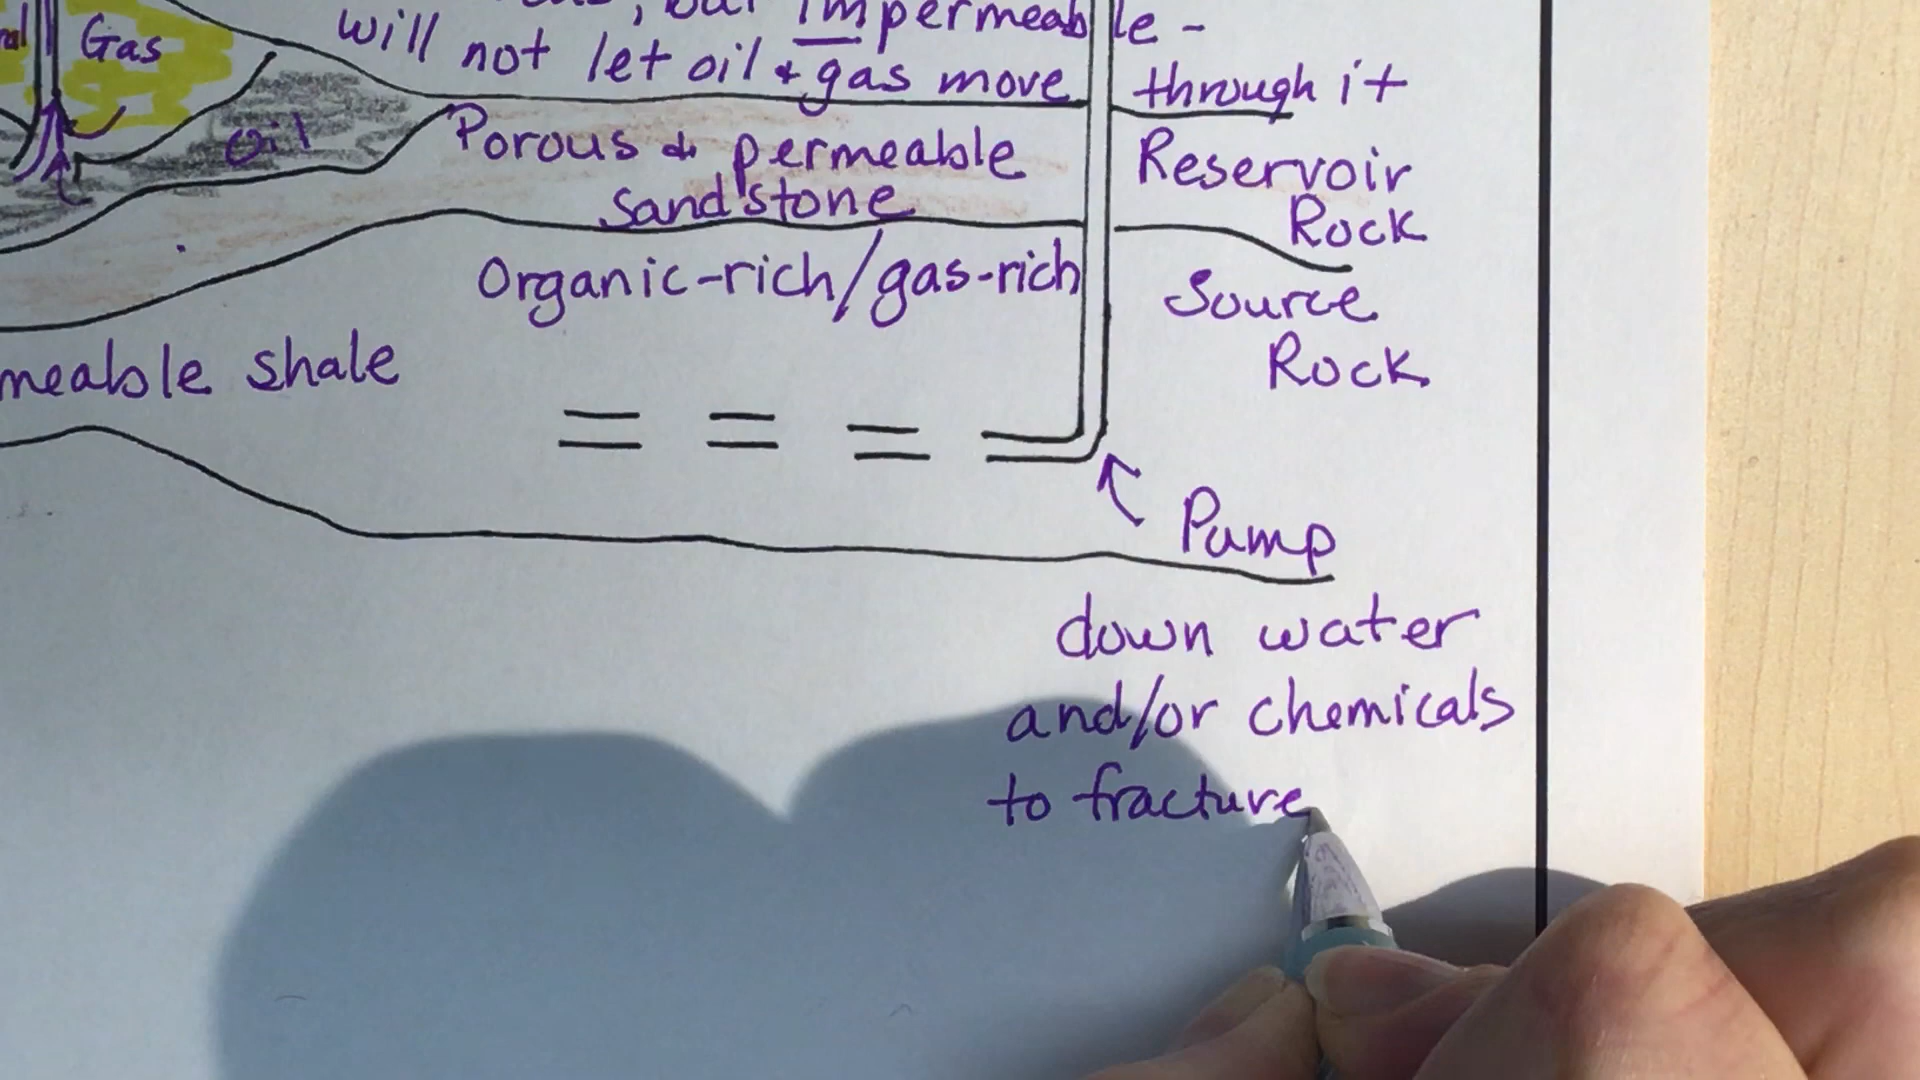 Gas
impermeable -
will not let oil & gas move through it
oil
Porous & permeable
sandstone
Reservoir
Rock
Organic-rich/gas-rich
Source
Rock
meable shale
Pump
down water
and/or chemicals
to fracture